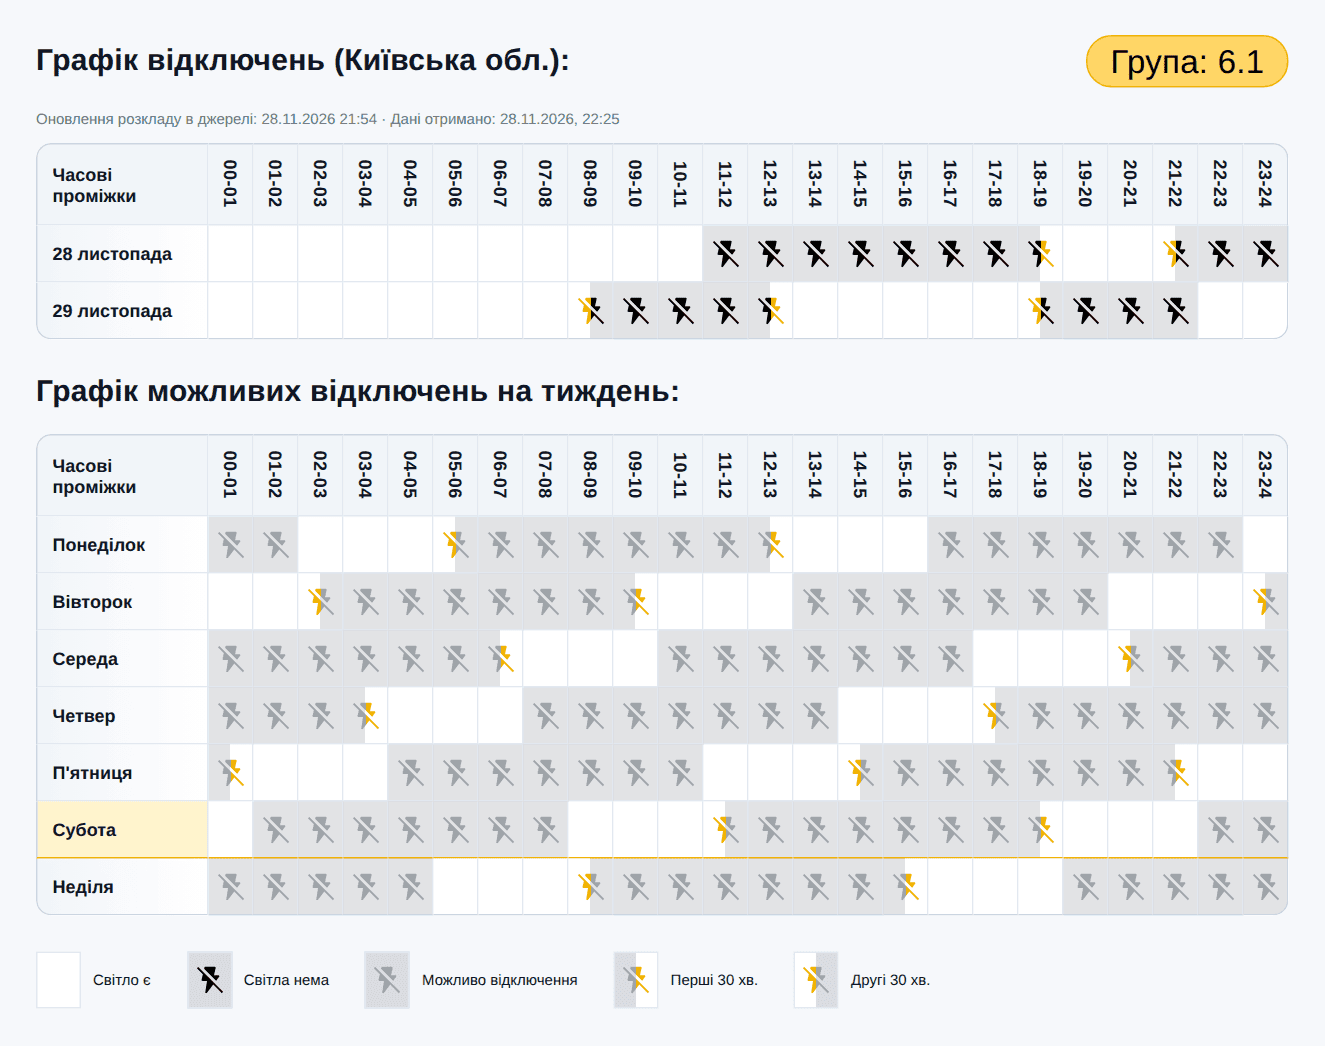 Графік відключень (Київська обл.):
Група: 6.1
Оновлення розкладу в джерелі: 28.11.2026 21:54 · Дані отримано: 28.11.2026, 22:25
Часові проміжки 00-01 01-02 02-03 03-04 04-05 05-06 06-07 07-08 08-09 09-10 10-11 11-12 12-13 13-14 14-15 15-16 16-17 17-18 18-19 19-20 20-21 21-22 22-23 23-24
28 листопада
29 листопада
Графік можливих відключень на тиждень:
Часові проміжки 00-01 01-02 02-03 03-04 04-05 05-06 06-07 07-08 08-09 09-10 10-11 11-12 12-13 13-14 14-15 15-16 16-17 17-18 18-19 19-20 20-21 21-22 22-23 23-24
Понеділок
Вівторок
Середа
Четвер
П'ятниця
Субота
Неділя
Світло є Світла нема Можливо відключення Перші 30 хв. Другі 30 хв.